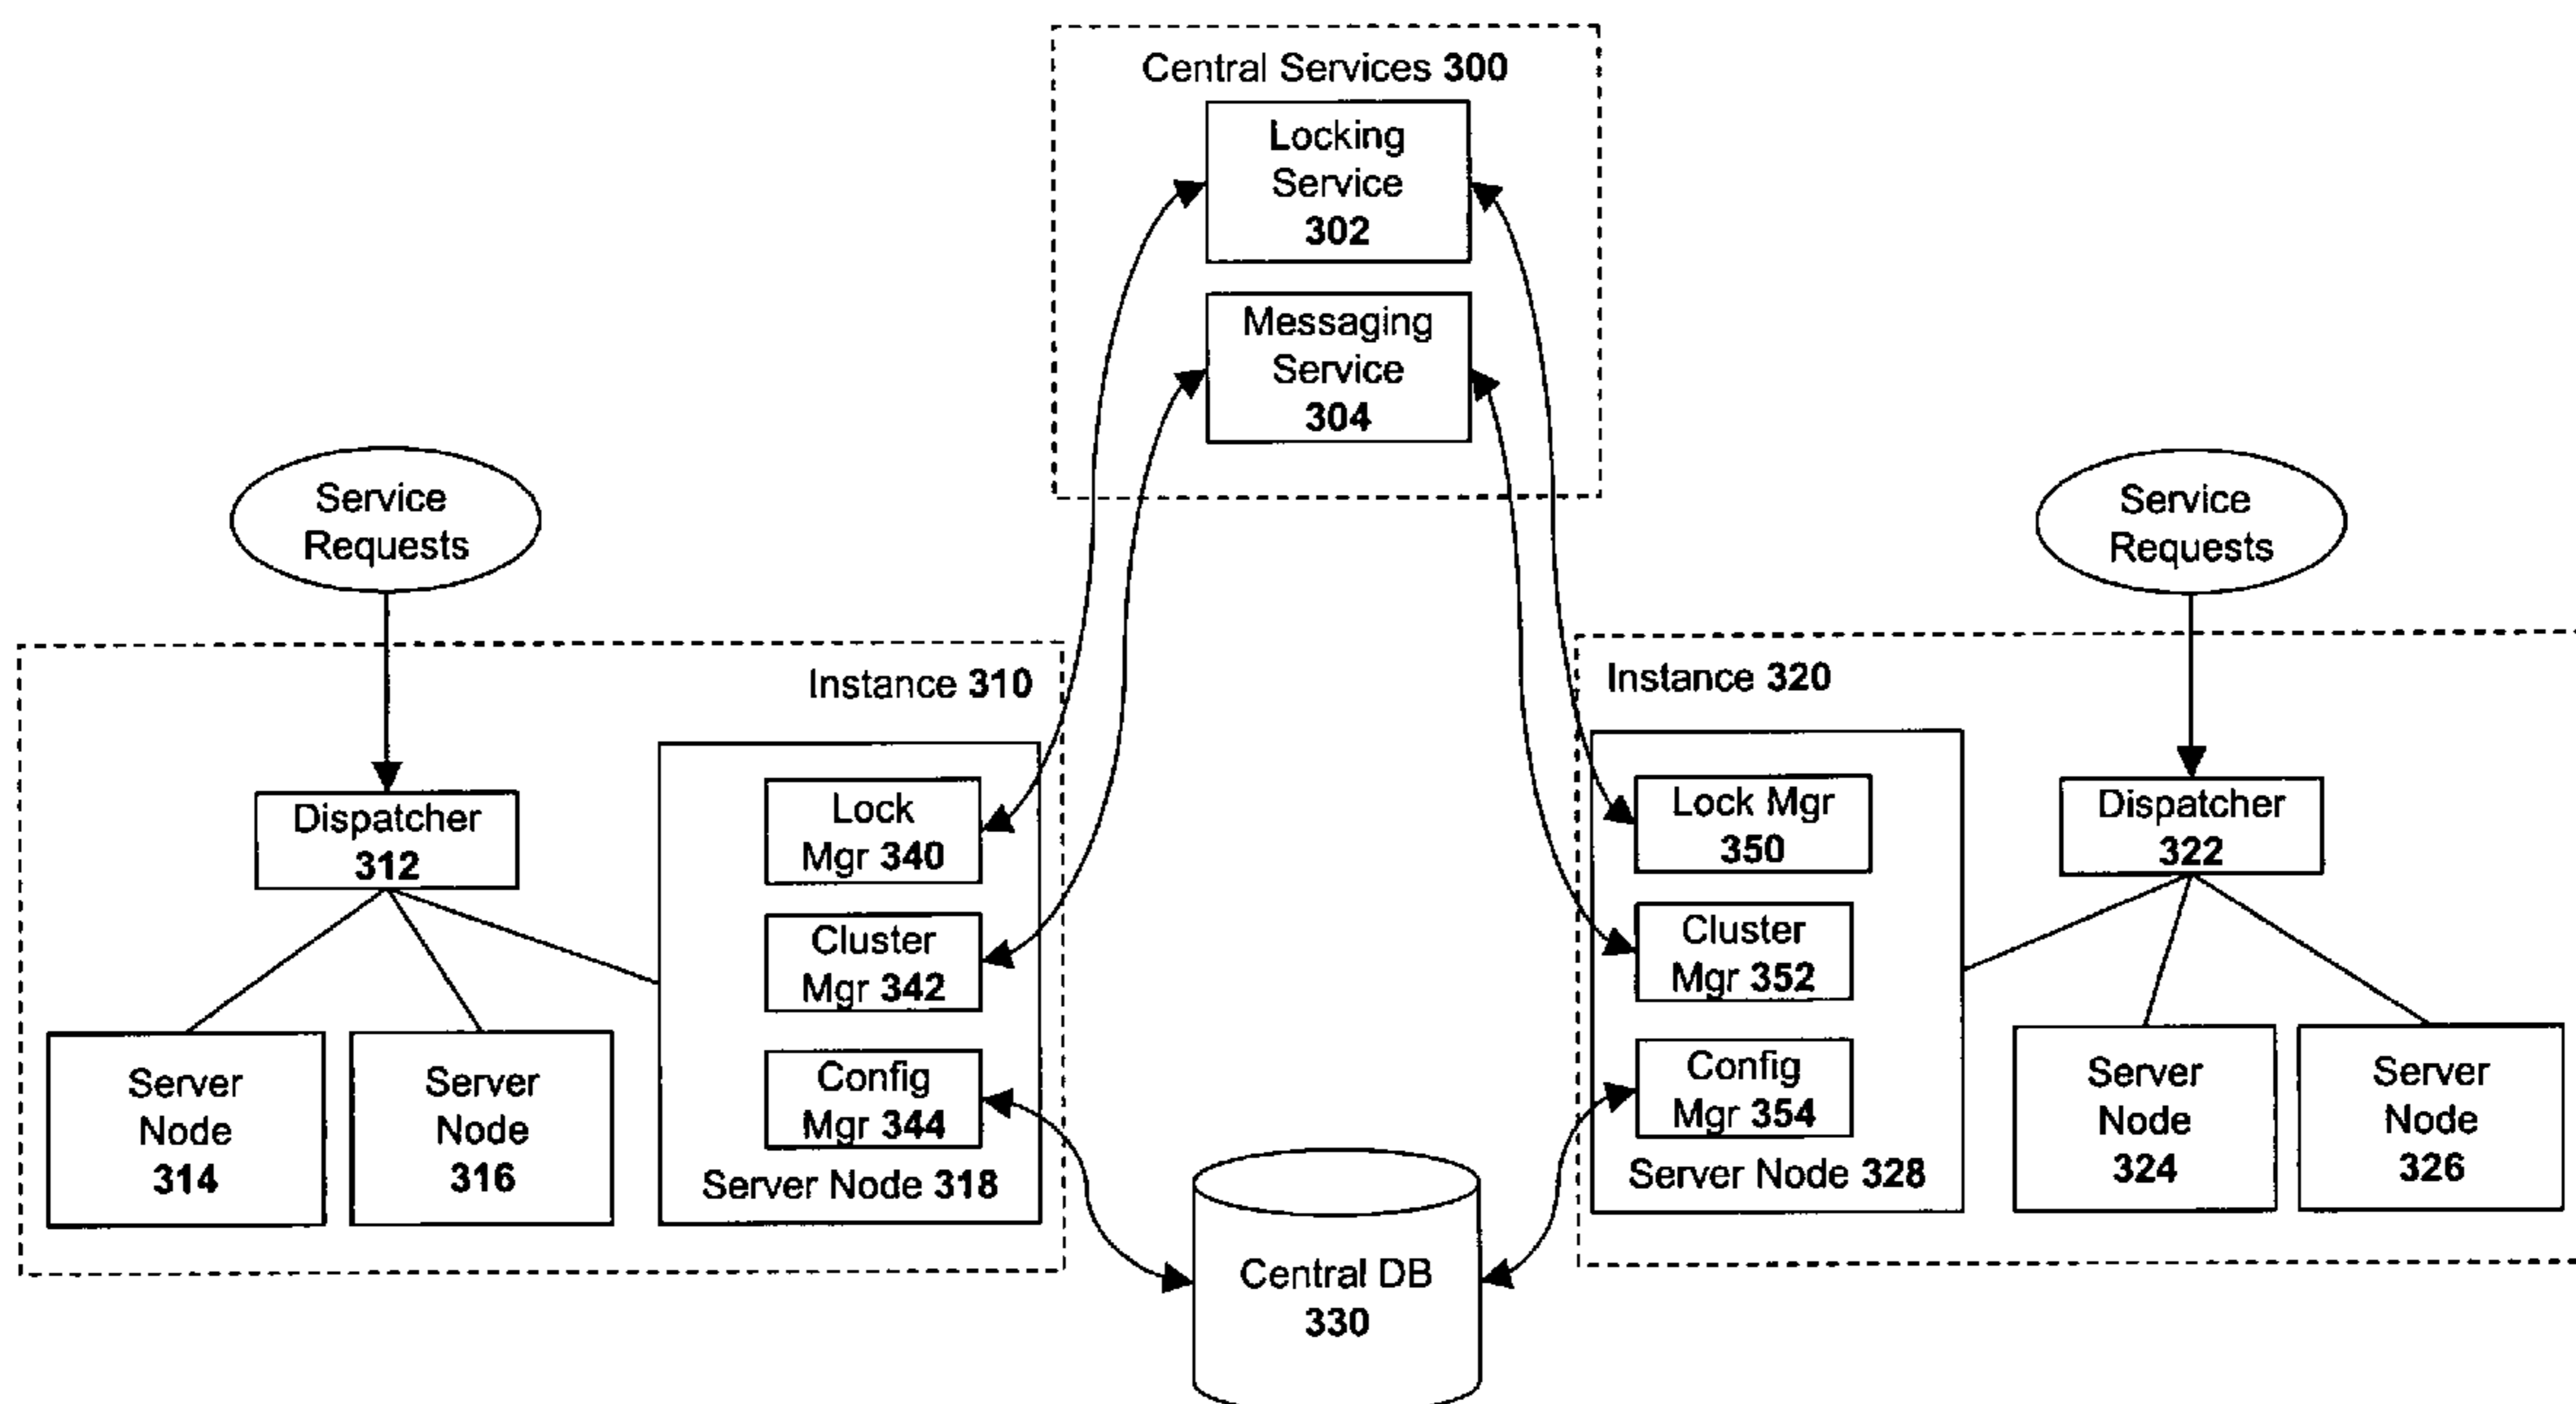 Central Services 300
Locking
Service
302
Messaging
Service
304
Service
Requests
Service
Requests
Instance 310
Dispatcher
312
Lock
Mgr 340
Cluster
Mgr 342
Config
Mgr 344
Server Node 318
Server
Node
314
Server
Node
316
Instance 320
Lock Mgr
350
Cluster
Mgr 352
Config
Mgr 354
Server Node 328
Dispatcher
322
Server
Node
324
Server
Node
326
Central DB
330